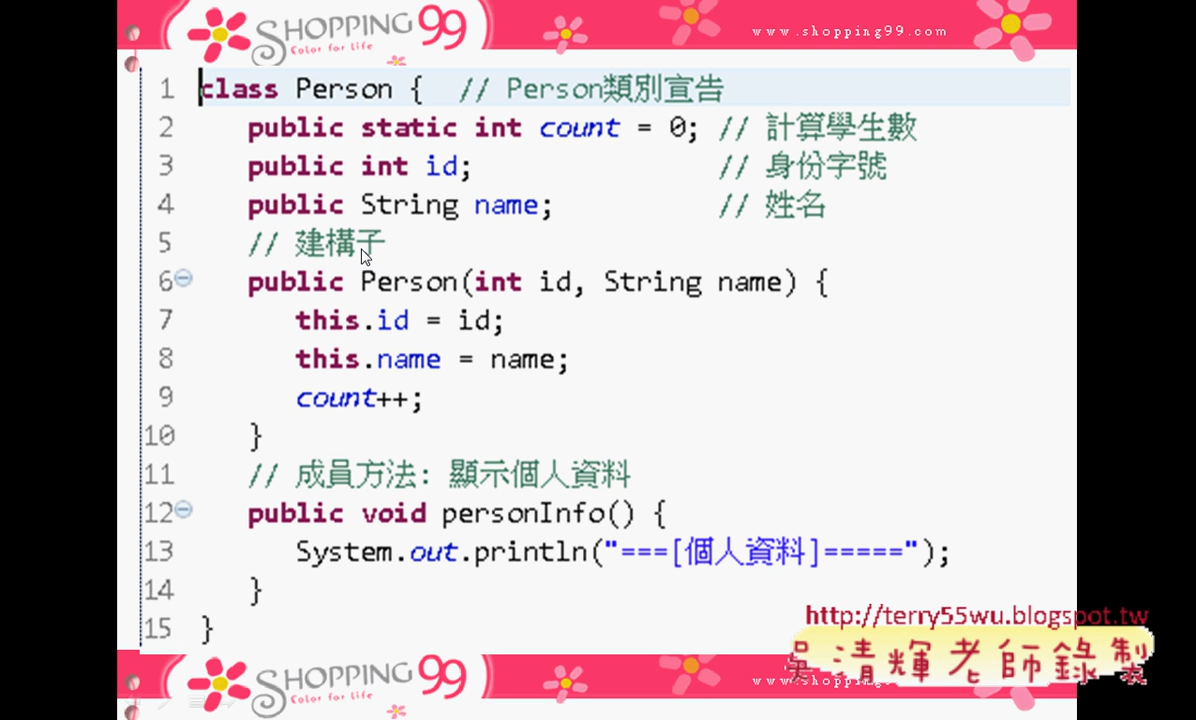 SHOPPING 99
Color for Life
www.shopping99.com
1 class Person { // Person類別宣告
2 public static int count = 0; // 計算學生數
3 public int id; // 身份字號
4 public String name; // 姓名
5 // 建構子
6 public Person(int id, String name) {
7 this.id = id;
8 this.name = name;
9 count++;
10 }
11 // 成員方法: 顯示個人資料
12 public void personInfo() {
13 System.out.println("===[個人資料]=====");
14 }
15 }
http://terry55wu.blogspot.tw
吳清輝老師錄製
SHOPPING 99
Color for Life